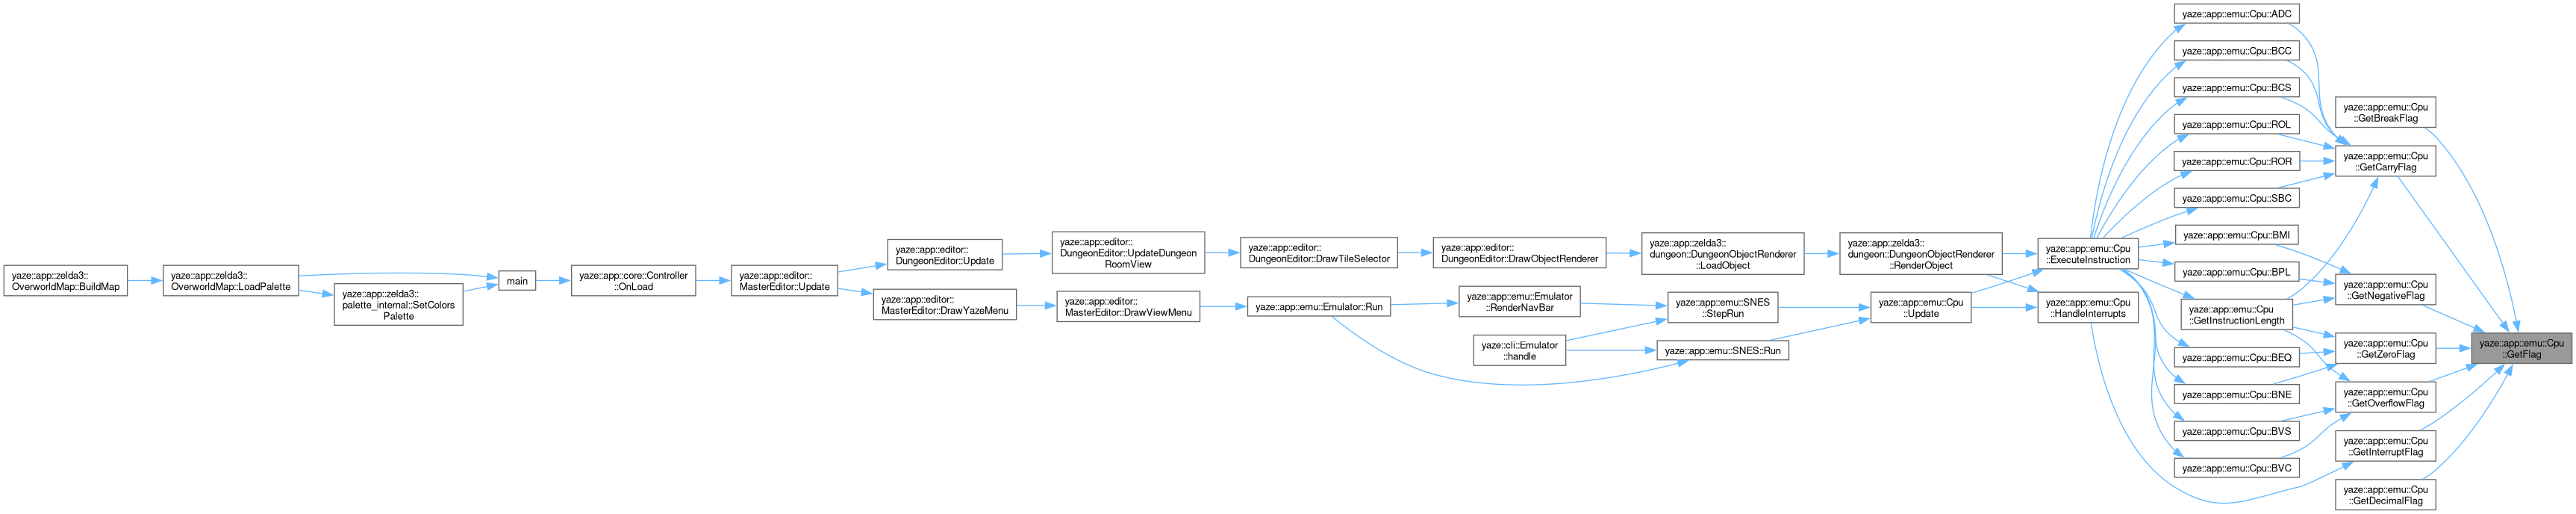 yaze::app::zelda3::
OverworldMap::BuildMap
yaze::app::zelda3::
OverworldMap::LoadPalette
yaze::app::zelda3::
palette_internal::SetColors
Palette
main
yaze::app::core::Controller
::OnLoad
yaze::app::editor::
MasterEditor::Update
yaze::app::editor::
DungeonEditor::Update
yaze::app::editor::
MasterEditor::DrawYazeMenu
yaze::app::editor::
DungeonEditor::UpdateDungeon
RoomView
yaze::app::editor::
MasterEditor::DrawViewMenu
yaze::app::editor::
DungeonEditor::DrawTileSelector
yaze::app::emu::Emulator::Run
yaze::app::editor::
DungeonEditor::DrawObjectRenderer
yaze::app::emu::Emulator
::RenderNavBar
yaze::cli::Emulator
::handle
yaze::app::zelda3::
dungeon::DungeonObjectRenderer
::LoadObject
yaze::app::emu::SNES
::StepRun
yaze::app::emu::SNES::Run
yaze::app::zelda3::
dungeon::DungeonObjectRenderer
::RenderObject
yaze::app::emu::Cpu
::Update
yaze::app::emu::Cpu
::ExecuteInstruction
yaze::app::emu::Cpu
::HandleInterrupts
yaze::app::emu::Cpu::ADC
yaze::app::emu::Cpu::BCC
yaze::app::emu::Cpu::BCS
yaze::app::emu::Cpu::ROL
yaze::app::emu::Cpu::ROR
yaze::app::emu::Cpu::SBC
yaze::app::emu::Cpu::BMI
yaze::app::emu::Cpu::BPL
yaze::app::emu::Cpu
::GetInstructionLength
yaze::app::emu::Cpu::BEQ
yaze::app::emu::Cpu::BNE
yaze::app::emu::Cpu::BVS
yaze::app::emu::Cpu::BVC
yaze::app::emu::Cpu
::GetBreakFlag
yaze::app::emu::Cpu
::GetCarryFlag
yaze::app::emu::Cpu
::GetNegativeFlag
yaze::app::emu::Cpu
::GetZeroFlag
yaze::app::emu::Cpu
::GetOverflowFlag
yaze::app::emu::Cpu
::GetInterruptFlag
yaze::app::emu::Cpu
::GetDecimalFlag
yaze::app::emu::Cpu
::GetFlag